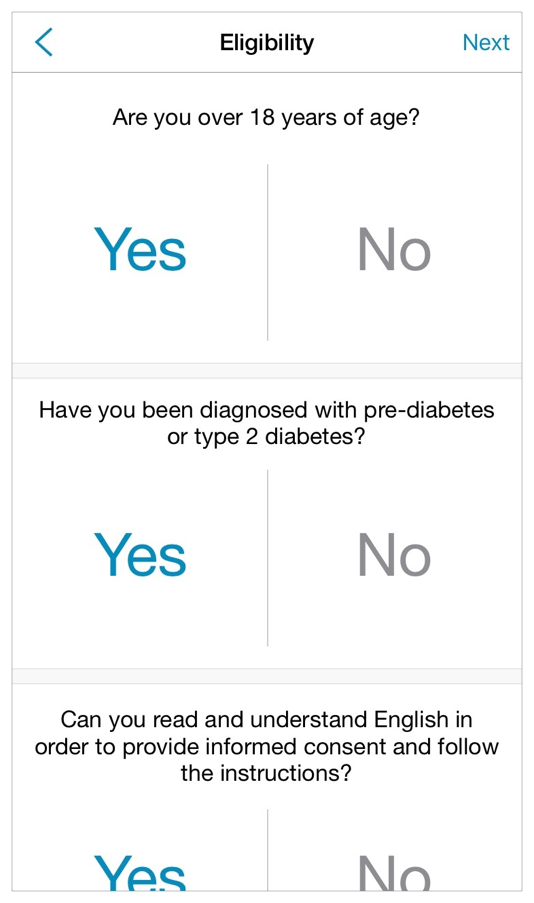 Eligibility Next
Are you over 18 years of age?
Yes No
Have you been diagnosed with pre-diabetes
or type 2 diabetes?
Yes No
Can you read and understand English in
order to provide informed consent and follow
the instructions?
Yes No